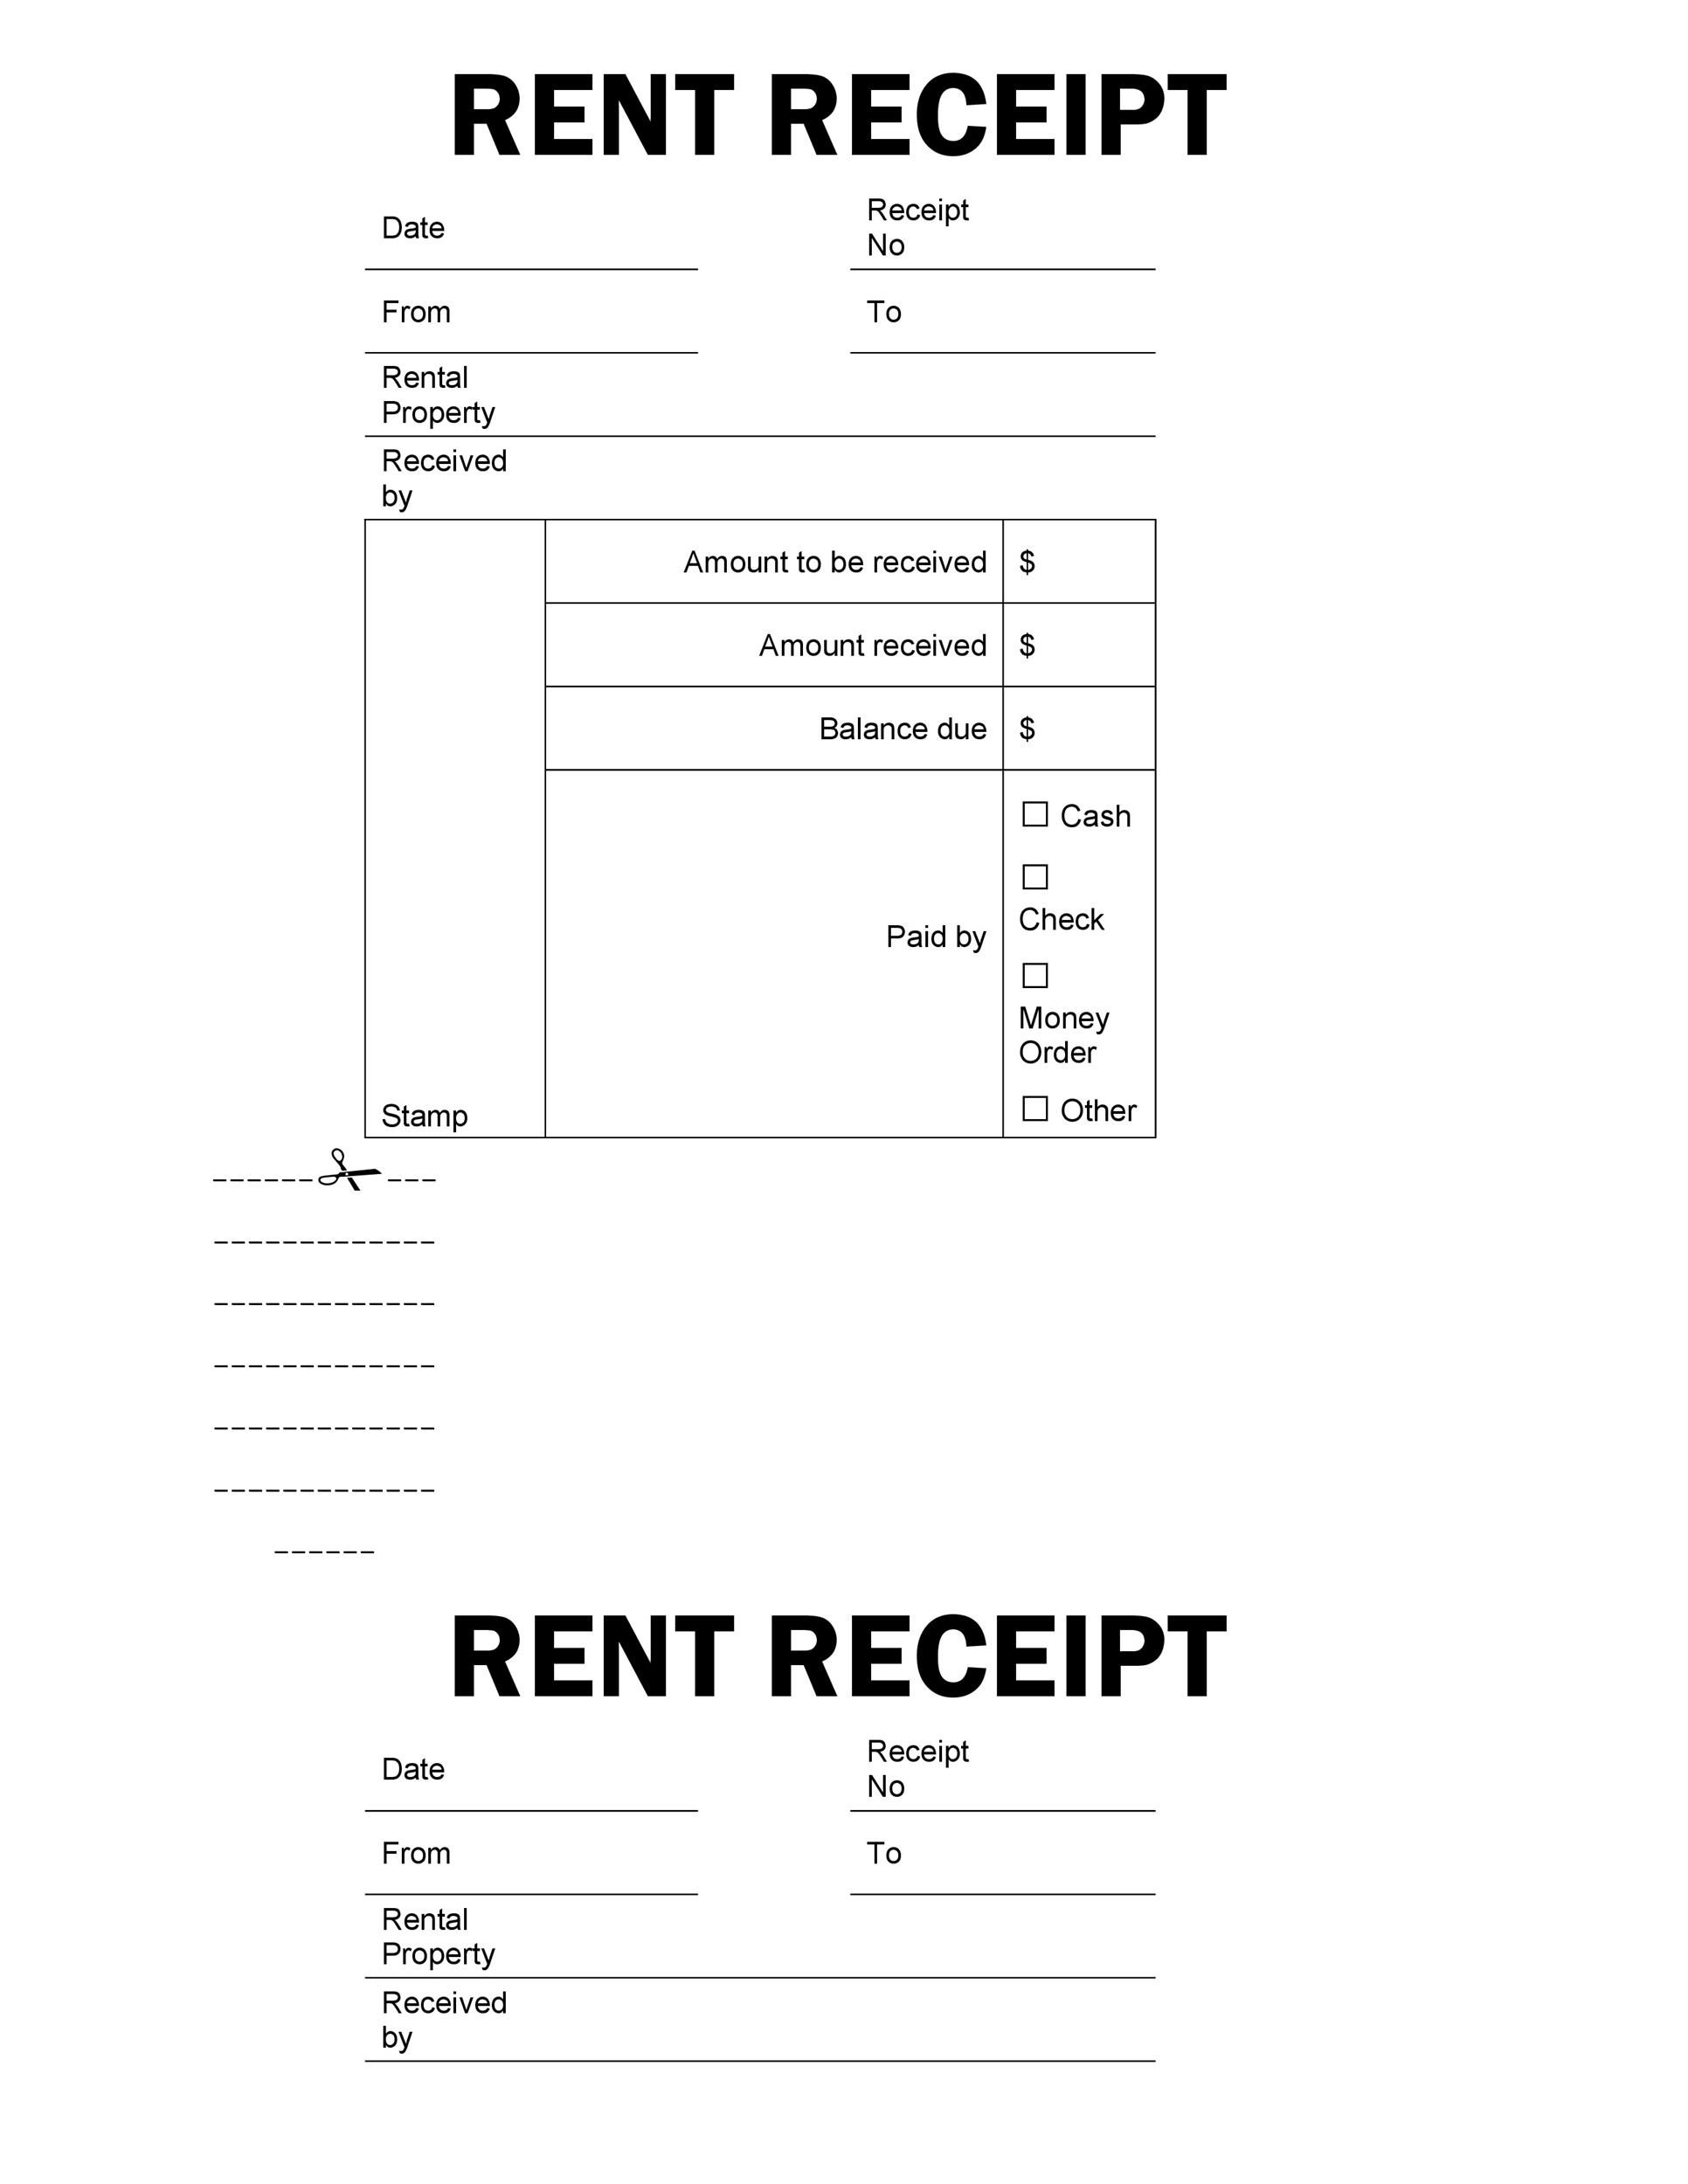 RENT RECEIPT
Date
Receipt
No
From
To
Rental
Property
Received
by
Amount to be received $
Amount received $
Balance due $
Paid by
☐ Cash
☐
Check
☐
Money
Order
☐ Other
Stamp
------✂---
-------------
-------------
-------------
-------------
-------------
------
RENT RECEIPT
Date
Receipt
No
From
To
Rental
Property
Received
by